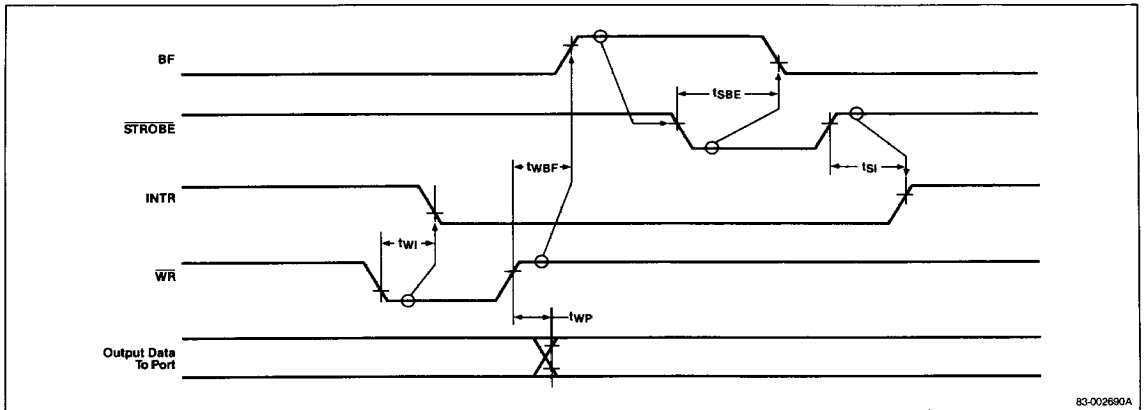 BF
tSBE
STROBE
tWBF
tSI
INTR
tWI
WR
tWP
Output Data
To Port
83-002690A